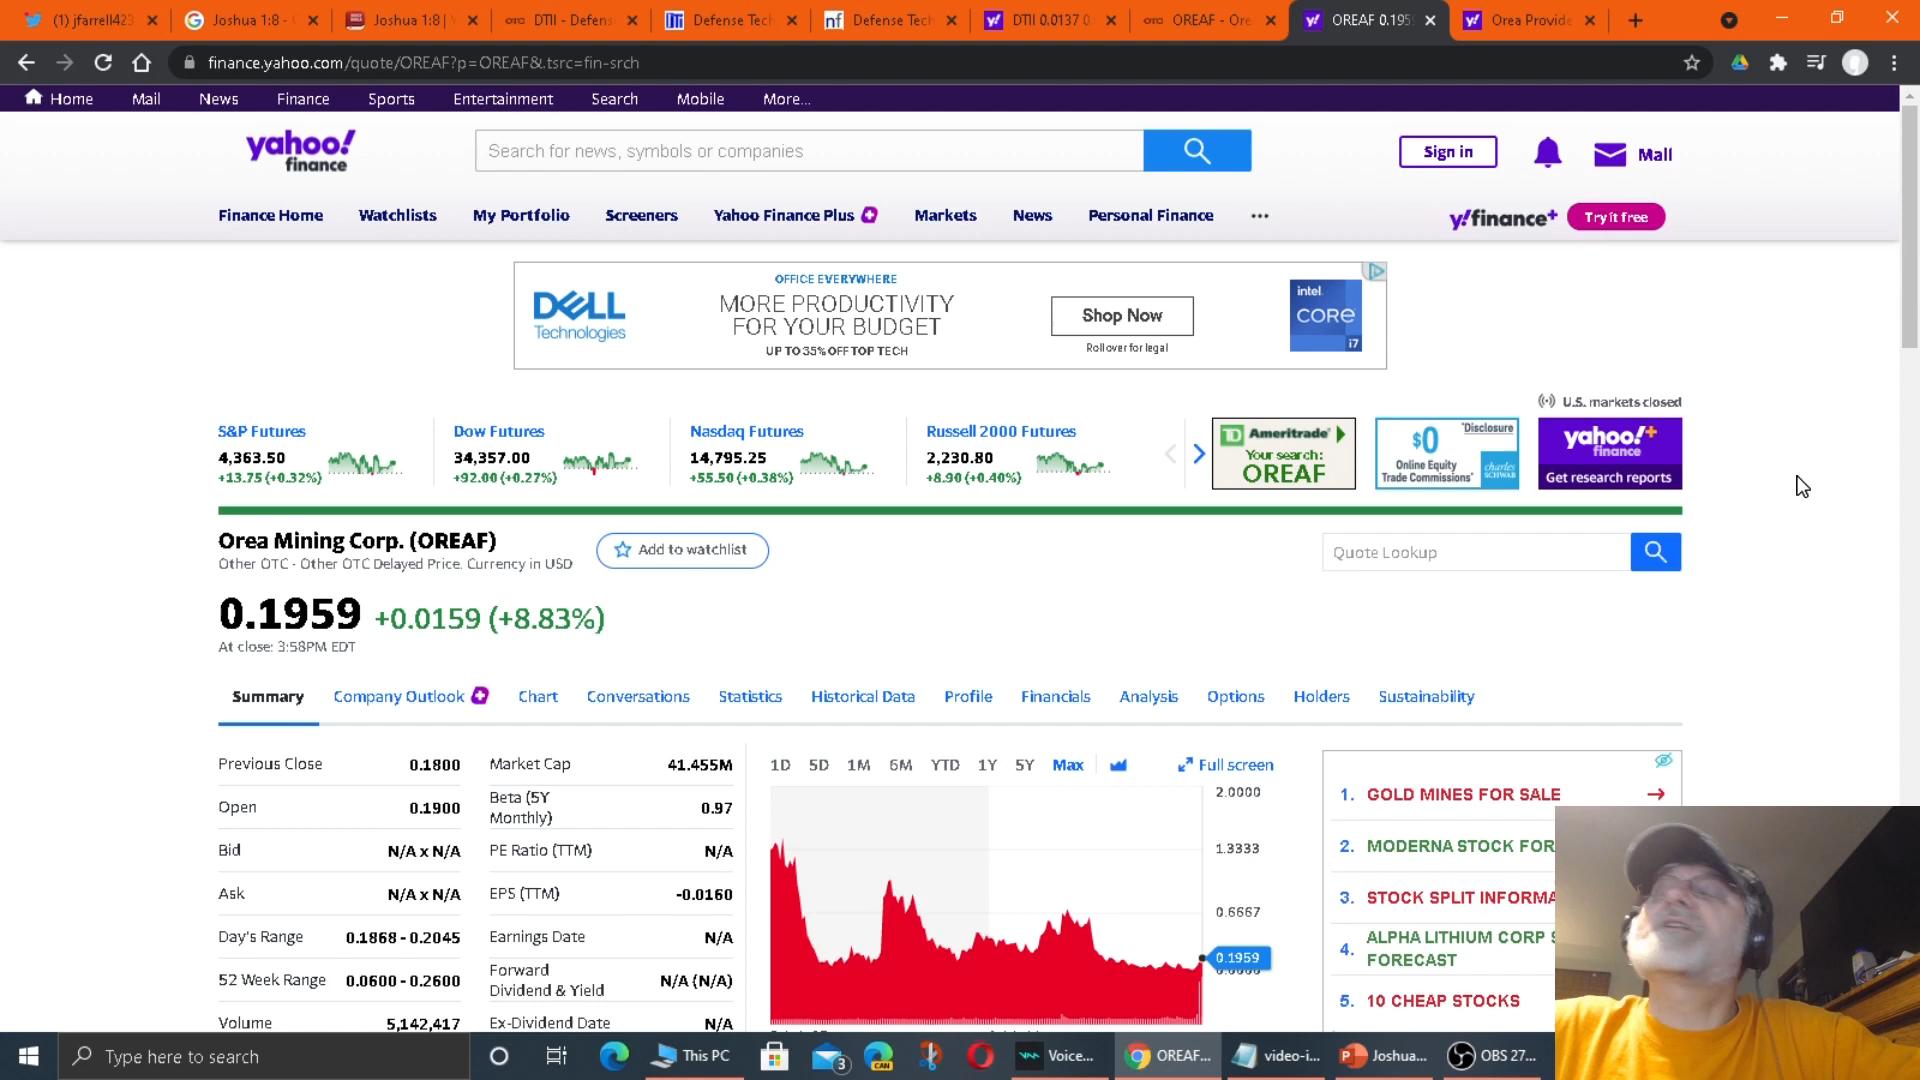 (1) jfarrell423
Joshua 1:8 -
Joshua 1:8 |
DTII - Defens
Defense Tech
Defense Tech
DTII 0.0137 0.
OREAF - Ore
OREAF 0.195
Orea Provide
finance.yahoo.com/quote/OREAF?p=OREAF&.tsrc=fin-srch
Home Mail News Finance Sports Entertainment Search Mobile More...
yahoo!
finance
Search for news, symbols or companies
Sign in
Mail
Finance Home Watchlists My Portfolio Screeners Yahoo Finance Plus Markets News Personal Finance ...
y!finance+ Try it free
DELL
Technologies
OFFICE EVERYWHERE
MORE PRODUCTIVITY
FOR YOUR BUDGET
UP TO 35% OFF TOP TECH
Shop Now
Rollover for legal
intel.
CORE
i7
U.S. markets closed
S&P Futures
4,363.50
+13.75 (+0.32%)
Dow Futures
34,357.00
+92.00 (+0.27%)
Nasdaq Futures
14,795.25
+55.50 (+0.38%)
Russell 2000 Futures
2,230.80
+8.90 (+0.40%)
Ameritrade
Your search:
OREAF
*Disclosure
$0
Online Equity
Trade Commissions*
charles
SCHWAB
yahoo!+
finance
Get research reports
Orea Mining Corp. (OREAF)
Other OTC - Other OTC Delayed Price. Currency in USD
Add to watchlist
Quote Lookup
0.1959 +0.0159 (+8.83%)
At close: 3:58PM EDT
Summary Company Outlook Chart Conversations Statistics Historical Data Profile Financials Analysis Options Holders Sustainability
Previous Close 0.1800
Open 0.1900
Bid N/A x N/A
Ask N/A x N/A
Day's Range 0.1868 - 0.2045
52 Week Range 0.0600 - 0.2600
Volume 5,142,417
Market Cap 41.455M
Beta (5Y
Monthly) 0.97
PE Ratio (TTM) N/A
EPS (TTM) -0.0160
Earnings Date N/A
Forward
Dividend & Yield N/A (N/A)
Ex-Dividend Date N/A
1D 5D 1M 6M YTD 1Y 5Y Max Full screen
2.0000
1.3333
0.6667
0.1959
0.0000
1. GOLD MINES FOR SALE
2. MODERNA STOCK FOR
3. STOCK SPLIT INFORMA
4. ALPHA LITHIUM CORP S
FORECAST
5. 10 CHEAP STOCKS
Type here to search
This PC
3
CAN
Voice...
OREAF...
video-i...
Joshua...
OBS 27...